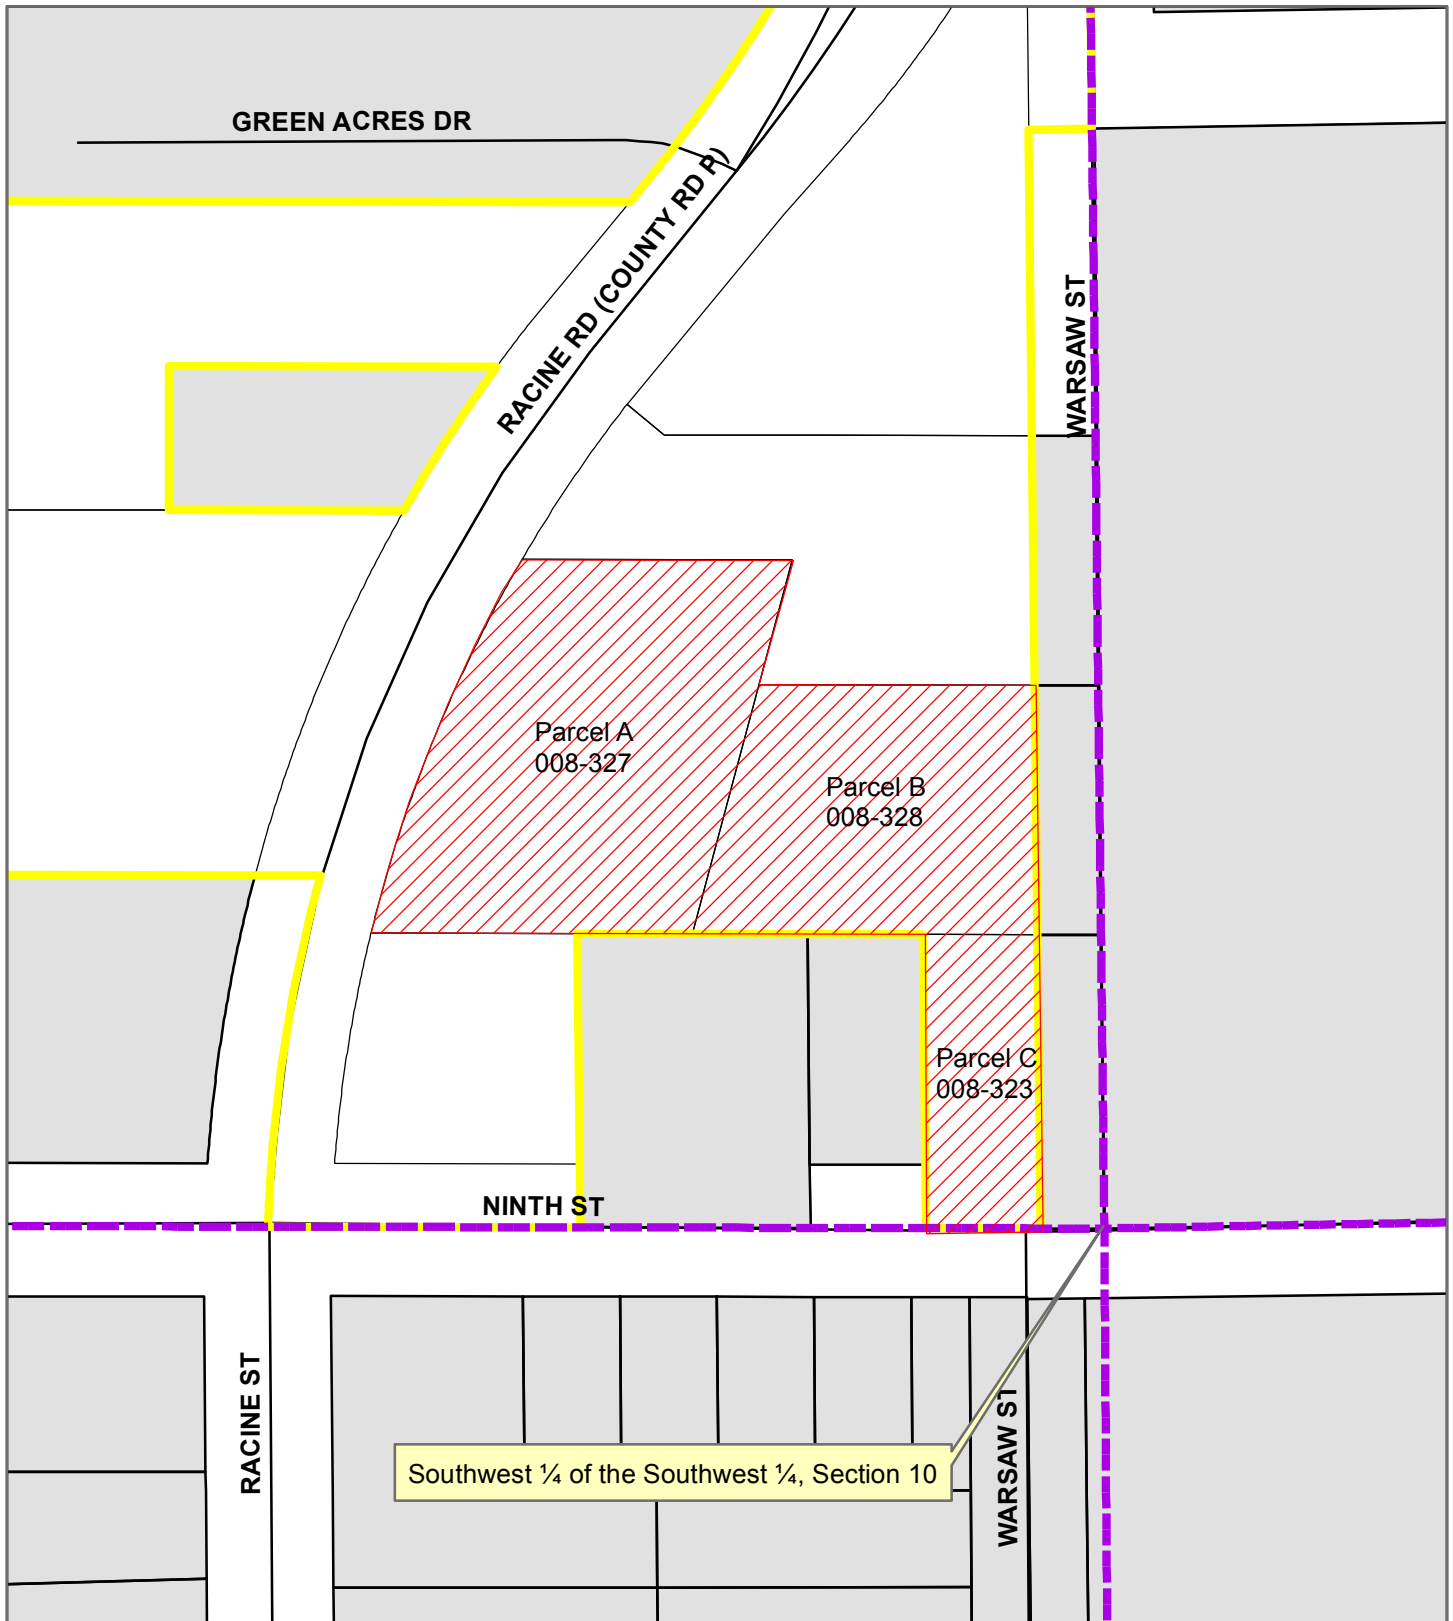 GREEN ACRES DR
RACINE RD (COUNTY RD P)
WARSAW ST
Parcel A
008-327
Parcel B
008-328
Parcel C
008-323
NINTH ST
RACINE ST
Southwest ¼ of the Southwest ¼, Section 10
WARSAW ST